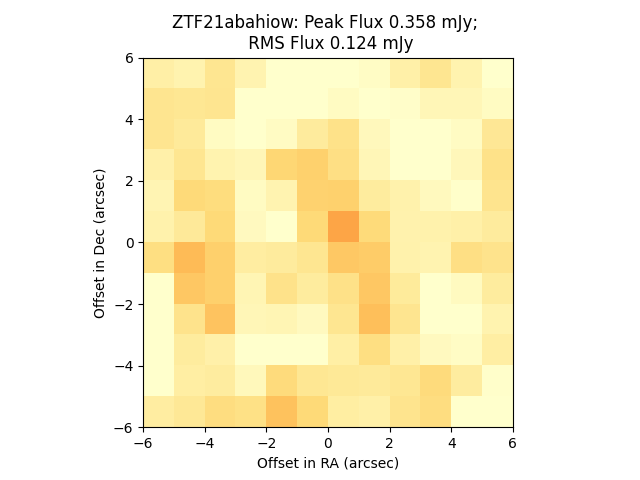 ZTF21abahiow: Peak Flux 0.358 mJy;
RMS Flux 0.124 mJy
6
4
2
0
−2
−4
−6
Offset in Dec (arcsec)
−6 −4 −2 0 2 4 6
Offset in RA (arcsec)